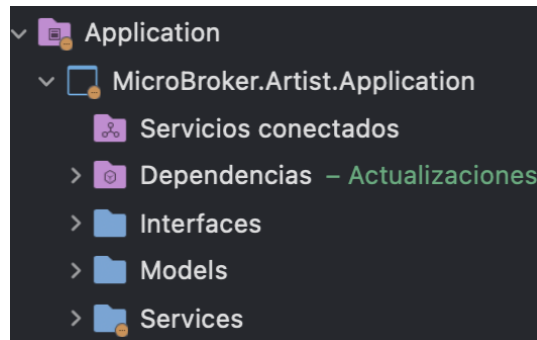 Application
MicroBroker.Artist.Application
Servicios conectados
Dependencias – Actualizaciones
Interfaces
Models
Services